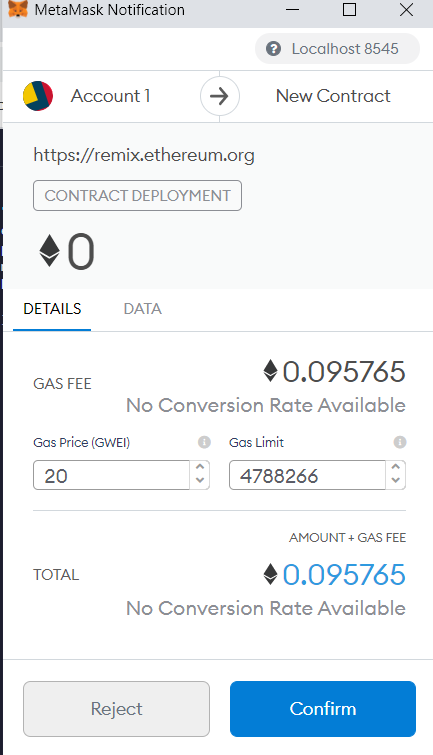 MetaMask Notification
Localhost 8545
Account 1
New Contract
https://remix.ethereum.org
CONTRACT DEPLOYMENT
0
DETAILS
DATA
GAS FEE
0.095765
No Conversion Rate Available
Gas Price (GWEI)
Gas Limit
20
4788266
AMOUNT + GAS FEE
TOTAL
0.095765
No Conversion Rate Available
Reject
Confirm